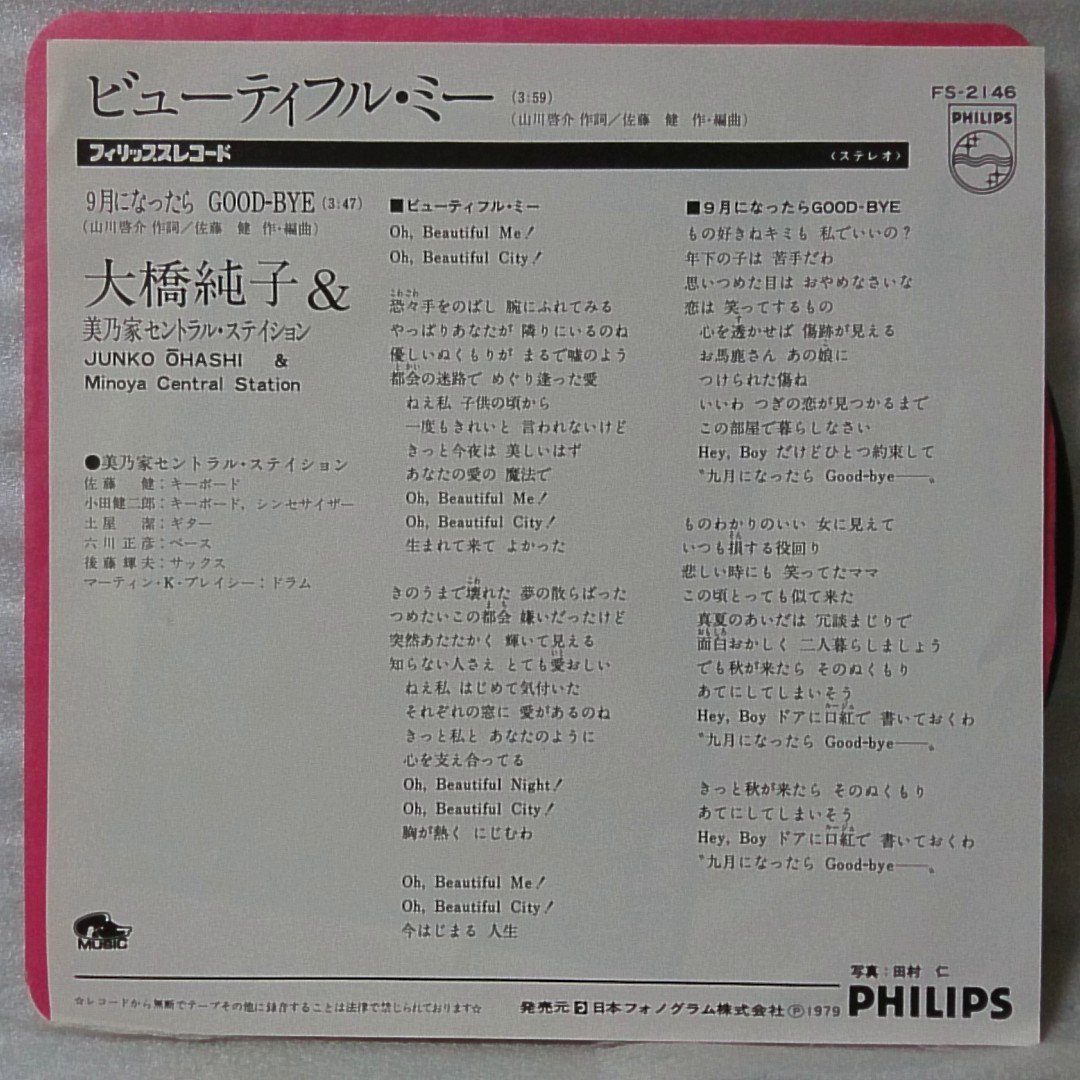 ビューティフル・ミー (3:59)
(山川啓介 作詞／佐藤 健 作・編曲)
FS-2146
PHILIPS
フィリップスレコード
(ステレオ)
9月になったら GOOD-BYE (3:47)
(山川啓介 作詞／佐藤 健 作・編曲)
大橋純子&
美乃家セントラル・ステイション
JUNKO ŌHASHI &
Minoya Central Station
●美乃家セントラル・ステイション
佐藤 健：キーボード
小田健二郎：キーボード, シンセサイザー
土屋 潔：ギター
六川正彦：ベース
後藤輝夫：サックス
マーティン・K・ブレイシー：ドラム
■ビューティフル・ミー
Oh, Beautiful Me!
Oh, Beautiful City!
こわごわ
恐々手をのばし 腕にふれてみる
やっぱりあなたが 隣りにいるのね
優しいぬくもりが まるで嘘のよう
とかい
都会の迷路で めぐり逢った愛
ねえ私 子供の頃から
一度もきれいと 言われないけど
きっと今夜は 美しいはず
あなたの愛の 魔法で
Oh, Beautiful Me!
Oh, Beautiful City!
生まれて来て よかった
こわ
きのうまで壊れた 夢の散らばった
まち
つめたいこの都会 嫌いだったけど
突然あたたかく 輝いて見える
いと
知らない人さえ とても愛おしい
ねえ私 はじめて気付いた
それぞれの窓に 愛があるのね
きっと私と あなたのように
心を支え合ってる
Oh, Beautiful Night!
Oh, Beautiful City!
胸が熱く にじむわ
Oh, Beautiful Me!
Oh, Beautiful City!
今はじまる 人生
■9月になったらGOOD-BYE
もの好きねキミも 私でいいの？
年下の子は 苦手だわ
思いつめた目は おやめなさいな
恋は 笑ってするもの
す
心を透かせば 傷跡が見える
こ
お馬鹿さん あの娘に
つけられた傷ね
いいわ つぎの恋が見つかるまで
この部屋で暮らしなさい
Hey, Boy だけどひとつ約束して
〝九月になったら Good-bye——〟
ものわかりのいい 女に見えて
そん
いつも損する役回り
悲しい時にも 笑ってたママ
この頃とっても似て来た
真夏のあいだは 冗談まじりで
おもしろ
面白おかしく 二人暮らしましょう
でも秋が来たら そのぬくもり
あてにしてしまいそう
ルージュ
Hey, Boy ドアに口紅で 書いておくわ
〝九月になったら Good-bye——〟
きっと秋が来たら そのぬくもり
あてにしてしまいそう
ルージュ
Hey, Boy ドアに口紅で 書いておくわ
〝九月になったら Good-bye——〟
MUSIC
写真：田村 仁
☆レコードから無断でテープその他に録音することは法律で禁じられております☆
発売元 日本フォノグラム株式会社 Ⓟ1979
PHILIPS